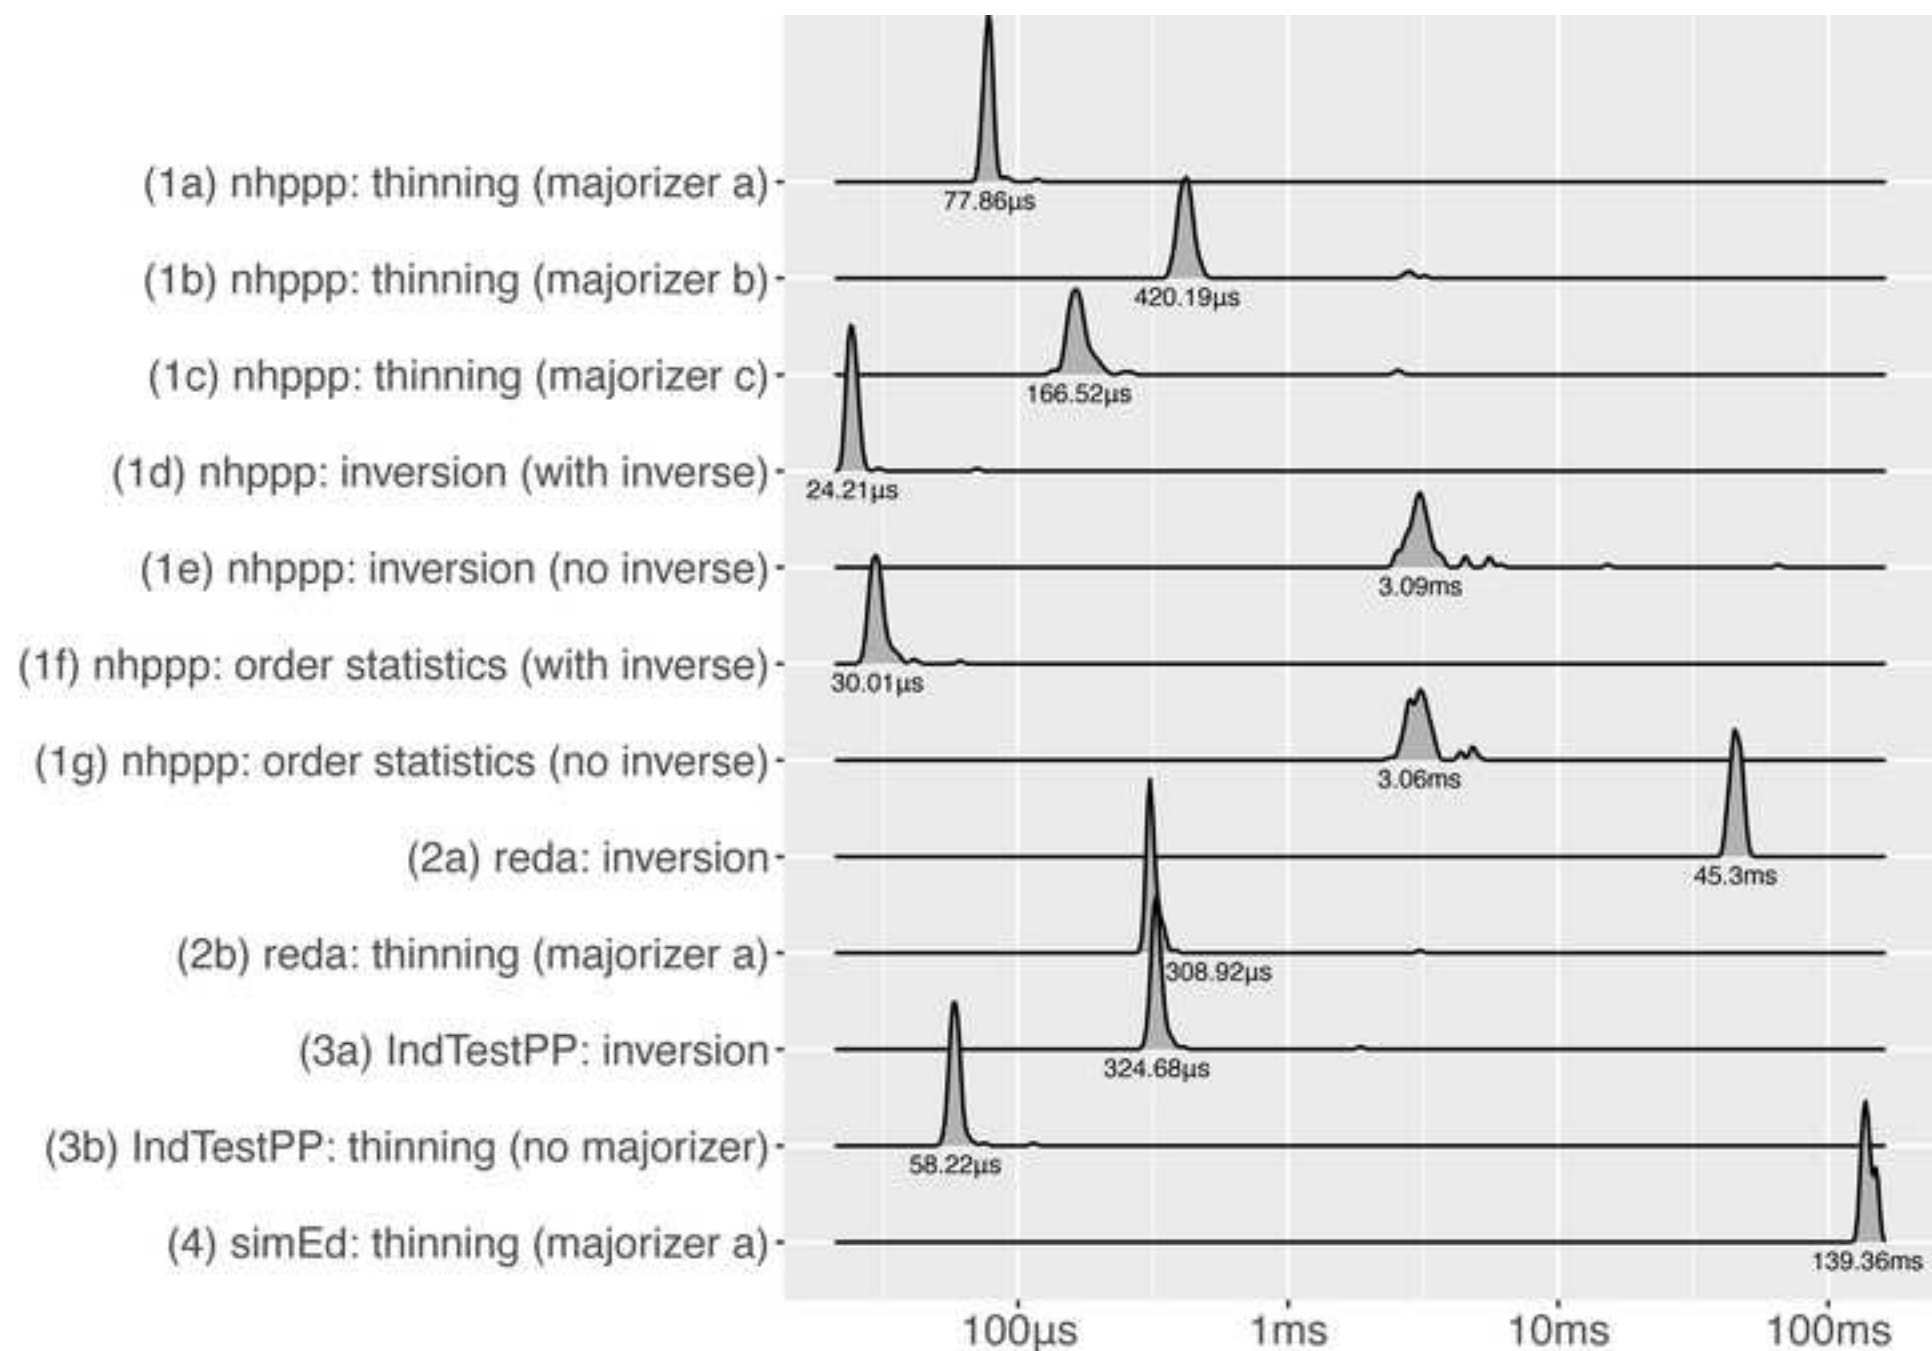 (1a) nhppp: thinning (majorizer a)
77.86μs
(1b) nhppp: thinning (majorizer b)
420.19μs
(1c) nhppp: thinning (majorizer c)
166.52μs
(1d) nhppp: inversion (with inverse)
24.21μs
(1e) nhppp: inversion (no inverse)
3.09ms
(1f) nhppp: order statistics (with inverse)
30.01μs
(1g) nhppp: order statistics (no inverse)
3.06ms
(2a) reda: inversion
45.3ms
(2b) reda: thinning (majorizer a)
308.92μs
(3a) IndTestPP: inversion
324.68μs
(3b) IndTestPP: thinning (no majorizer)
58.22μs
(4) simEd: thinning (majorizer a)
139.36ms
100μs 1ms 10ms 100ms